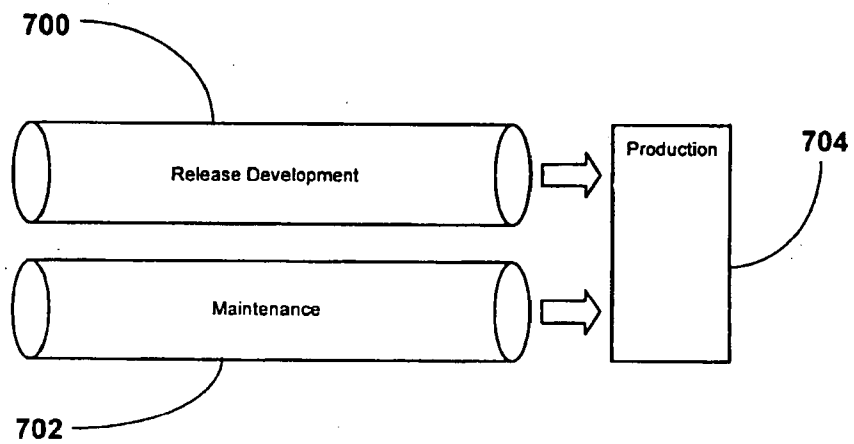 700
Release Development
Production
704
Maintenance
702